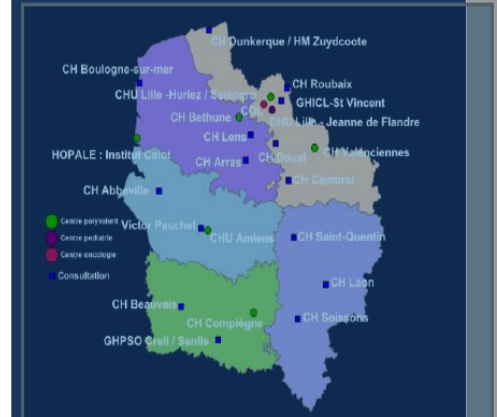 CH Dunkerque / HM Zuydcoote
CH Boulogne-sur-mer
CH Roubaix
CHU Lille -Huriez / Salengro
GHICL-St Vincent
COL
CH Bethune
CHU Lille - Jeanne de Flandre
CH Lens
HOPALE : Institut Calot
CH Douai
CH Valenciennes
CH Arras
CH Cambrai
CH Abbeville
Centre polyvalent
Victor Pauchet
CHU Amiens
CH Saint-Quentin
Centre pediatrie
Centre oncologie
Consultation
CH Laon
CH Beauvais
CH Complègne
CH Soissons
GHPSO Creil / Senlis